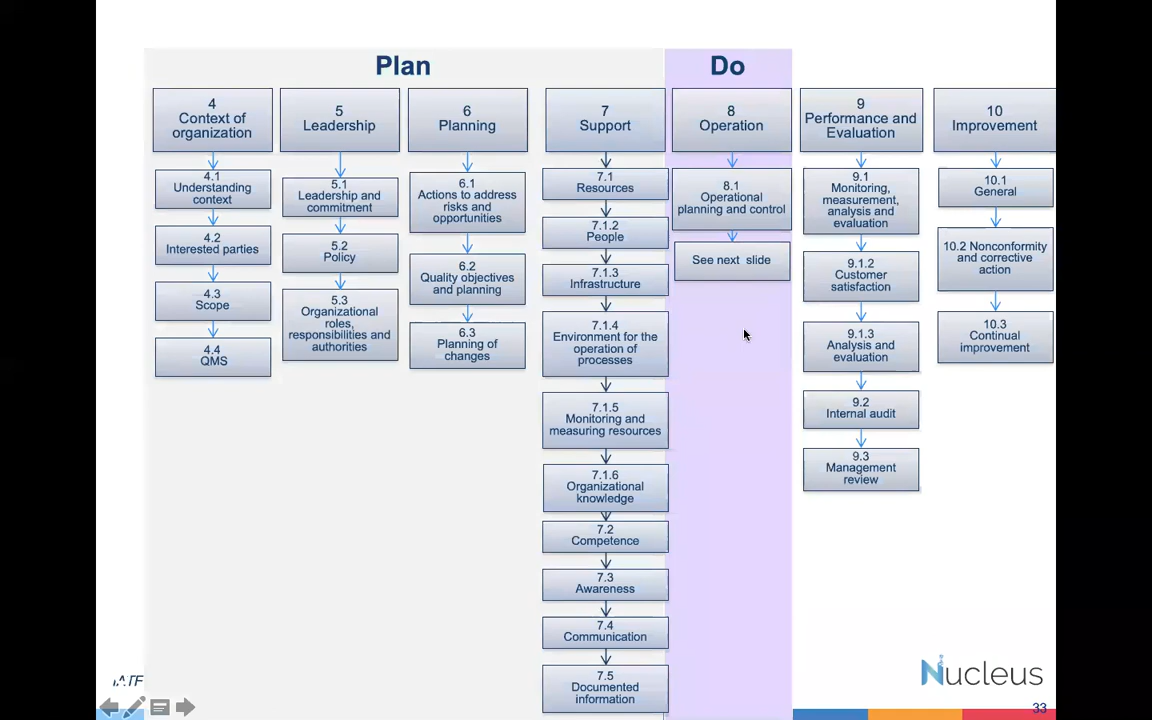 Plan
Do
4
Context of
organization
4.1
Understanding
context
4.2
Interested parties
4.3
Scope
4.4
QMS
5
Leadership
5.1
Leadership and
commitment
5.2
Policy
5.3
Organizational
roles,
responsibilities and
authorities
6
Planning
6.1
Actions to address
risks and
opportunities
6.2
Quality objectives
and planning
6.3
Planning of
changes
7
Support
7.1
Resources
7.1.2
People
7.1.3
Infrastructure
7.1.4
Environment for the
operation of
processes
7.1.5
Monitoring and
measuring resources
7.1.6
Organizational
knowledge
7.2
Competence
7.3
Awareness
7.4
Communication
7.5
Documented
information
8
Operation
8.1
Operational
planning and control
See next slide
9
Performance and
Evaluation
9.1
Monitoring,
measurement,
analysis and
evaluation
9.1.2
Customer
satisfaction
9.1.3
Analysis and
evaluation
9.2
Internal audit
9.3
Management
review
10
Improvement
10.1
General
10.2 Nonconformity
and corrective
action
10.3
Continual
improvement
IATF
Nucleus
33